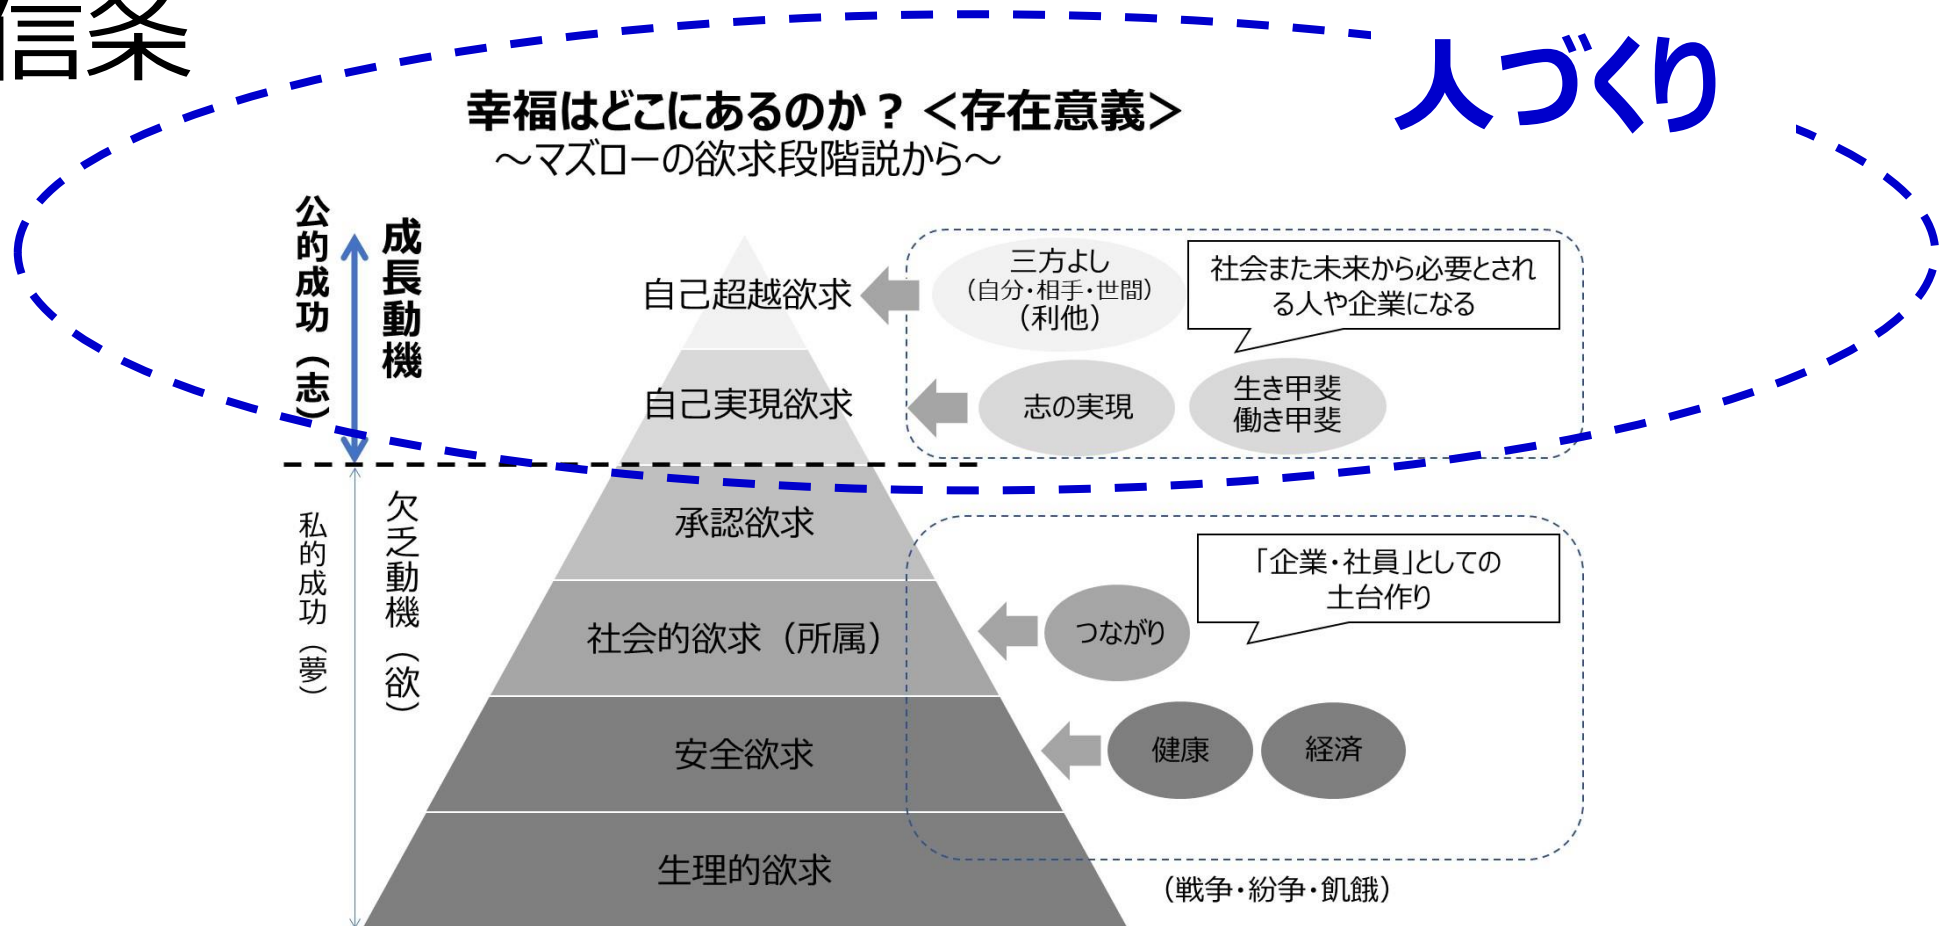 信条
人づくり
幸福はどこにあるのか？＜存在意義＞
～マズローの欲求段階説から～
公的成功（志）
成長動機
自己超越欲求
三方よし
（自分・相手・世間）
（利他）
社会また未来から必要とされ
る人や企業になる
自己実現欲求
志の実現
生き甲斐
働き甲斐
私的成功（夢）
欠乏動機（欲）
承認欲求
「企業・社員」としての
土台作り
社会的欲求（所属）
つながり
安全欲求
健康
経済
生理的欲求
（戦争・紛争・飢餓）